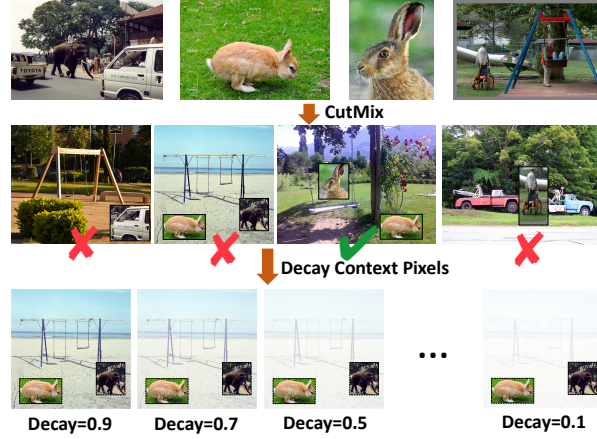 TOYOTA
CutMix
Decay Context Pixels
...
Decay=0.9
Decay=0.7
Decay=0.5
Decay=0.1